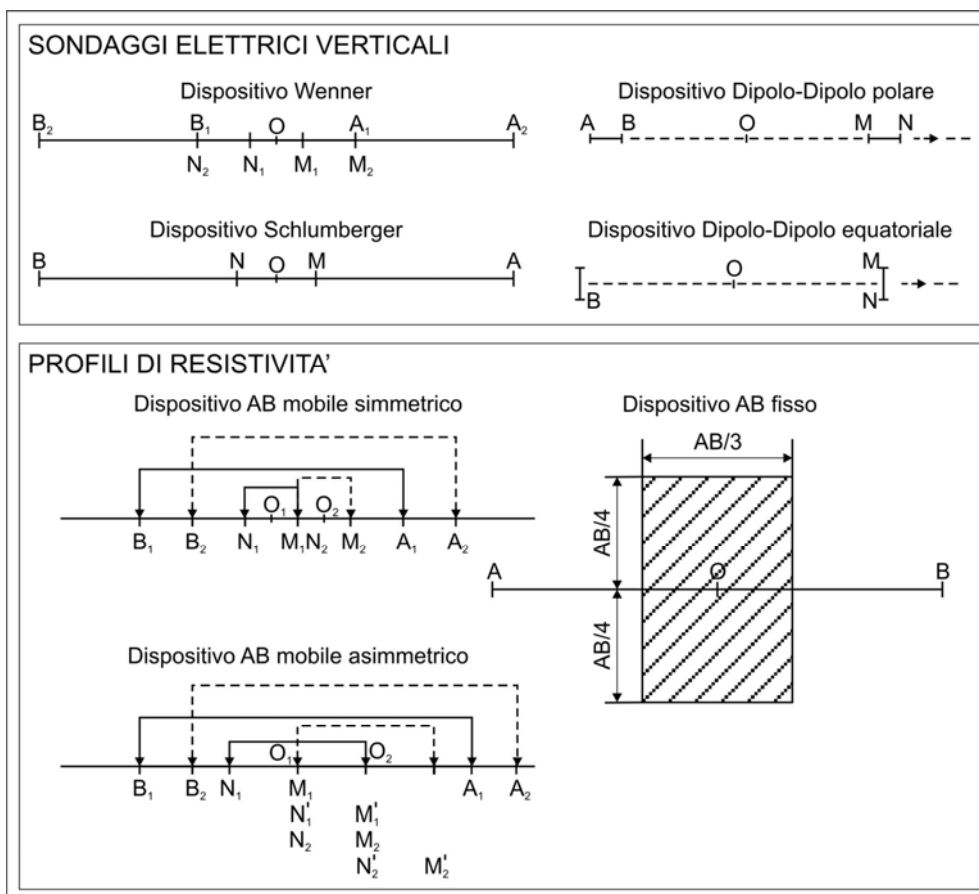 SONDAGGI ELETTRICI VERTICALI
Dispositivo Wenner
B₂ B₁ O A₁ A₂
N₂ N₁ M₁ M₂
Dispositivo Dipolo-Dipolo polare
A B O M N
Dispositivo Schlumberger
B N O M A
Dispositivo Dipolo-Dipolo equatoriale
O M
B N
PROFILI DI RESISTIVITA'
Dispositivo AB mobile simmetrico
O₁ O₂
B₁ B₂ N₁ M₁ N₂ M₂ A₁ A₂
Dispositivo AB fisso
AB/3
AB/4
A O B
AB/4
Dispositivo AB mobile asimmetrico
O₁ O₂
B₁ B₂ N₁ M₁ A₁ A₂
N'₁ M'₁
N₂ M₂
N'₂ M'₂